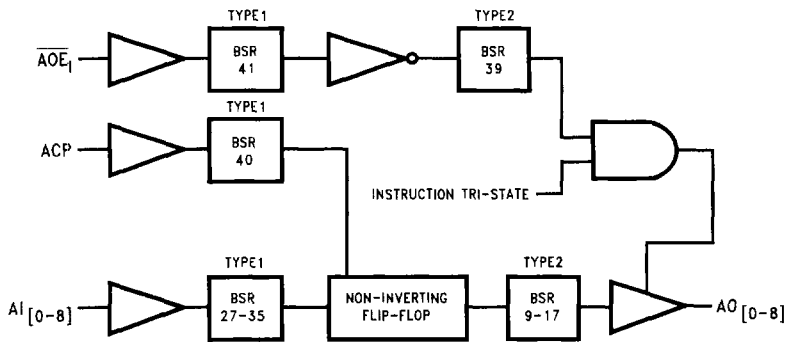 TYPE1
TYPE2
AOE1
BSR
41
BSR
39
TYPE1
ACP
BSR
40
INSTRUCTION TRI-STATE
TYPE1
TYPE2
AI[0-8]
BSR
27-35
NON-INVERTING
FLIP-FLOP
BSR
9-17
AO[0-8]